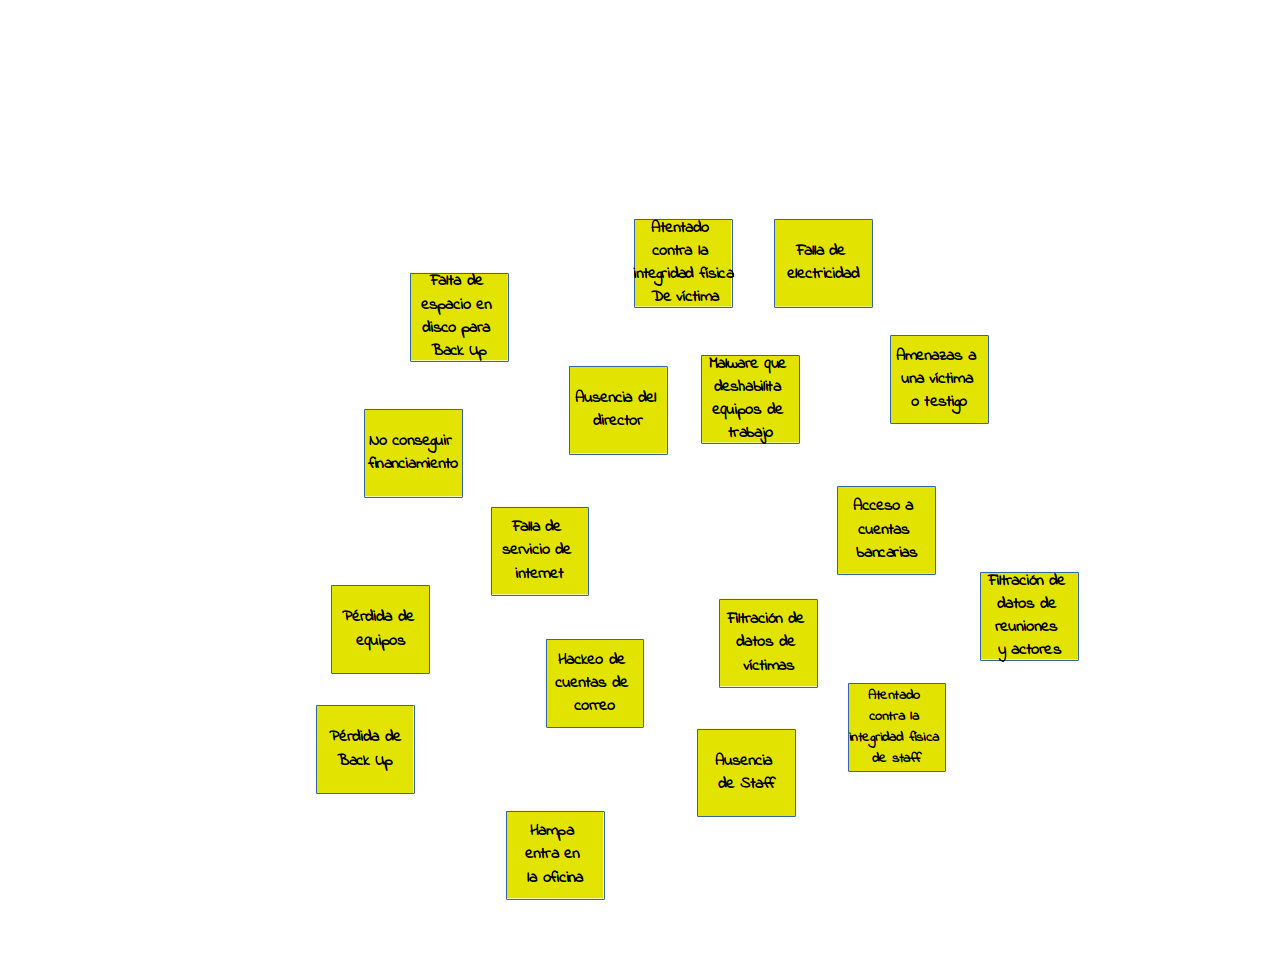 Atentado
contra la
integridad física
De víctima
Falla de
electricidad
Falta de
espacio en
disco para
Back Up
Amenazas a
una víctima
o testigo
Malware que
deshabilita
equipos de
trabajo
Ausencia del
director
No conseguir
financiamiento
Acceso a
cuentas
bancarias
Falla de
servicio de
internet
Filtración de
datos de
reuniones
y actores
Pérdida de
equipos
Filtración de
datos de
víctimas
Hackeo de
cuentas de
correo
Atentado
contra la
integridad física
de staff
Pérdida de
Back Up
Ausencia
de Staff
Hampa
entra en
la oficina